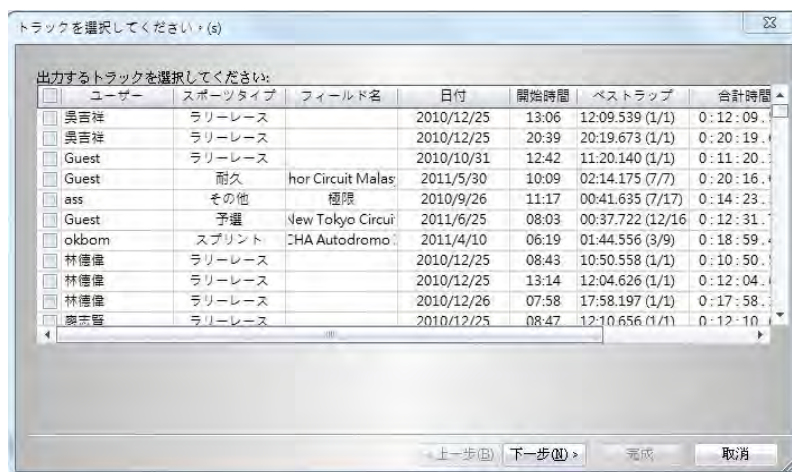 トラックを選択してください。(s)
出力するトラックを選択してください:
ユーザー スポーツタイプ フィールド名 日付 開始時間 ベストラップ 合計時間
吳吉祥 ラリーレース 2010/12/25 13:06 12:09.539 (1/1) 0:12:09.
吳吉祥 ラリーレース 2010/12/25 20:39 20:19.673 (1/1) 0:20:19.
Guest ラリーレース 2010/10/31 12:42 11:20.140 (1/1) 0:11:20.
Guest 耐久 hor Circuit Malas 2011/5/30 10:09 02:14.175 (7/7) 0:20:16.
ass その他 極限 2010/9/26 11:17 00:41.635 (7/17) 0:14:23.
Guest 予選 New Tokyo Circui 2011/6/25 08:03 00:37.722 (12/16 0:12:31.
okbom スプリント CHA Autodromo 2011/4/10 06:19 01:44.556 (3/9) 0:18:59.
林德偉 ラリーレース 2010/12/25 08:43 10:50.558 (1/1) 0:10:50.
林德偉 ラリーレース 2010/12/25 13:14 12:04.626 (1/1) 0:12:04.
林德偉 ラリーレース 2010/12/26 07:58 17:58.197 (1/1) 0:17:58.
廖志賢 ラリーレース 2010/12/25 08:47 12:10.656 (1/1) 0:12:10.
上一步(B) 下一步(N) > 完成 取消